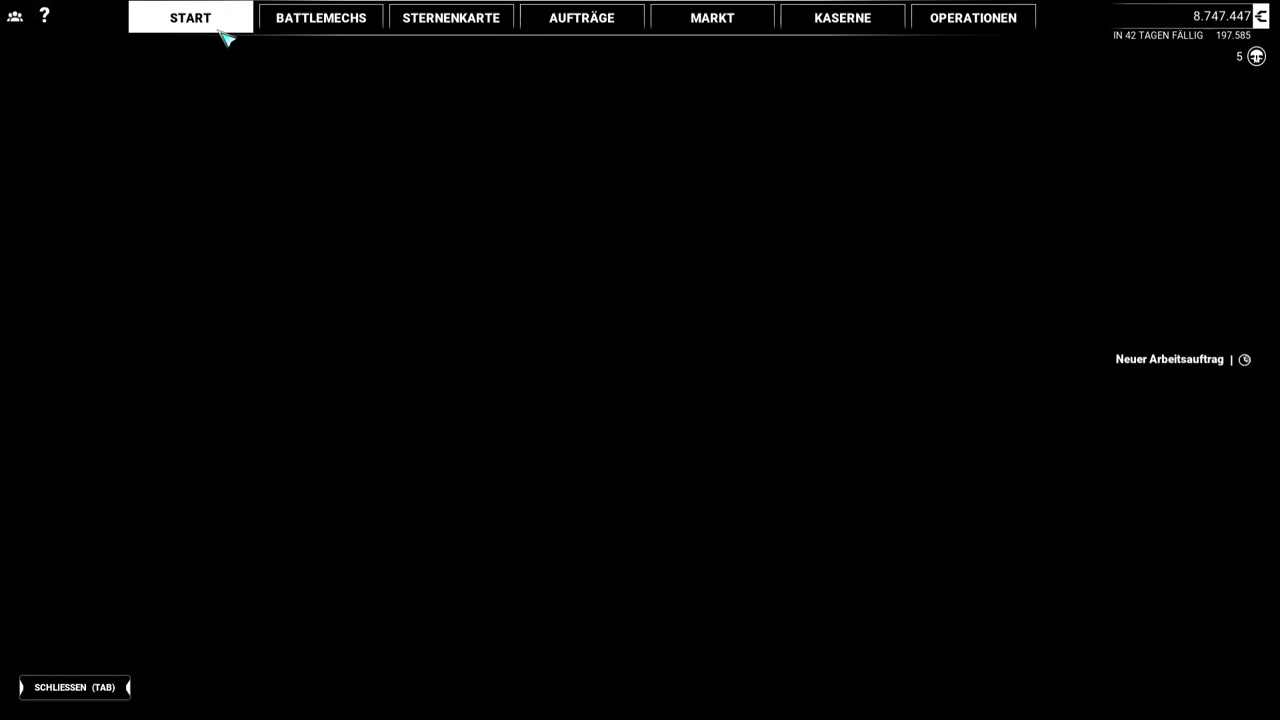 ?
START
BATTLEMECHS
STERNENKARTE
AUFTRÄGE
MARKT
KASERNE
OPERATIONEN
8.747.447 €
IN 42 TAGEN FÄLLIG 197.585
5
Neuer Arbeitsauftrag |
SCHLIESSEN (TAB)